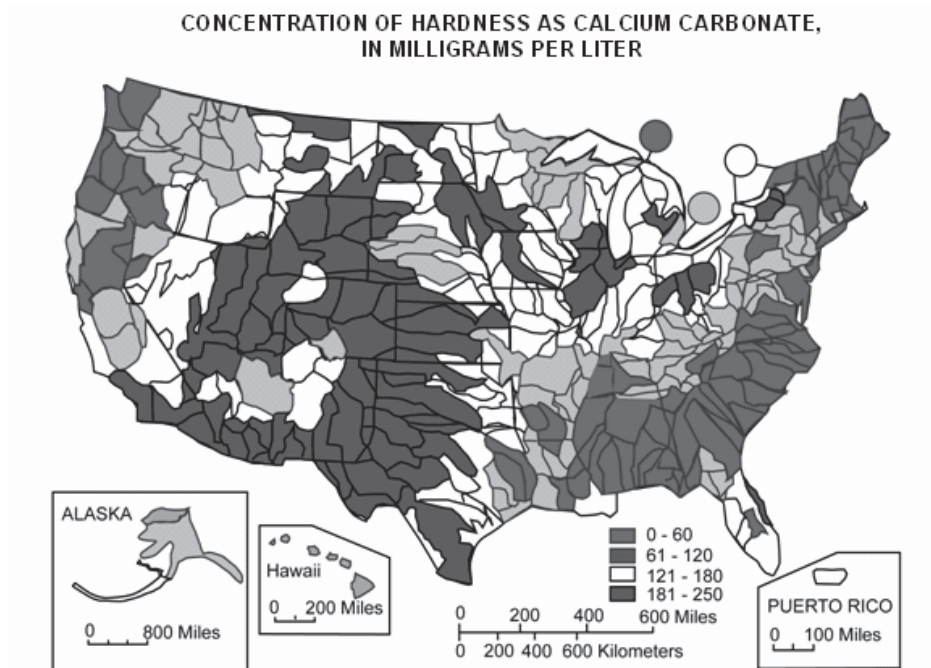 CONCENTRATION OF HARDNESS AS CALCIUM CARBONATE,
IN MILLIGRAMS PER LITER
ALASKA
0 800 Miles
Hawaii
0 200 Miles
0 - 60
61 - 120
121 - 180
181 - 250
0 200 400 600 Miles
0 200 400 600 Kilometers
PUERTO RICO
0 100 Miles